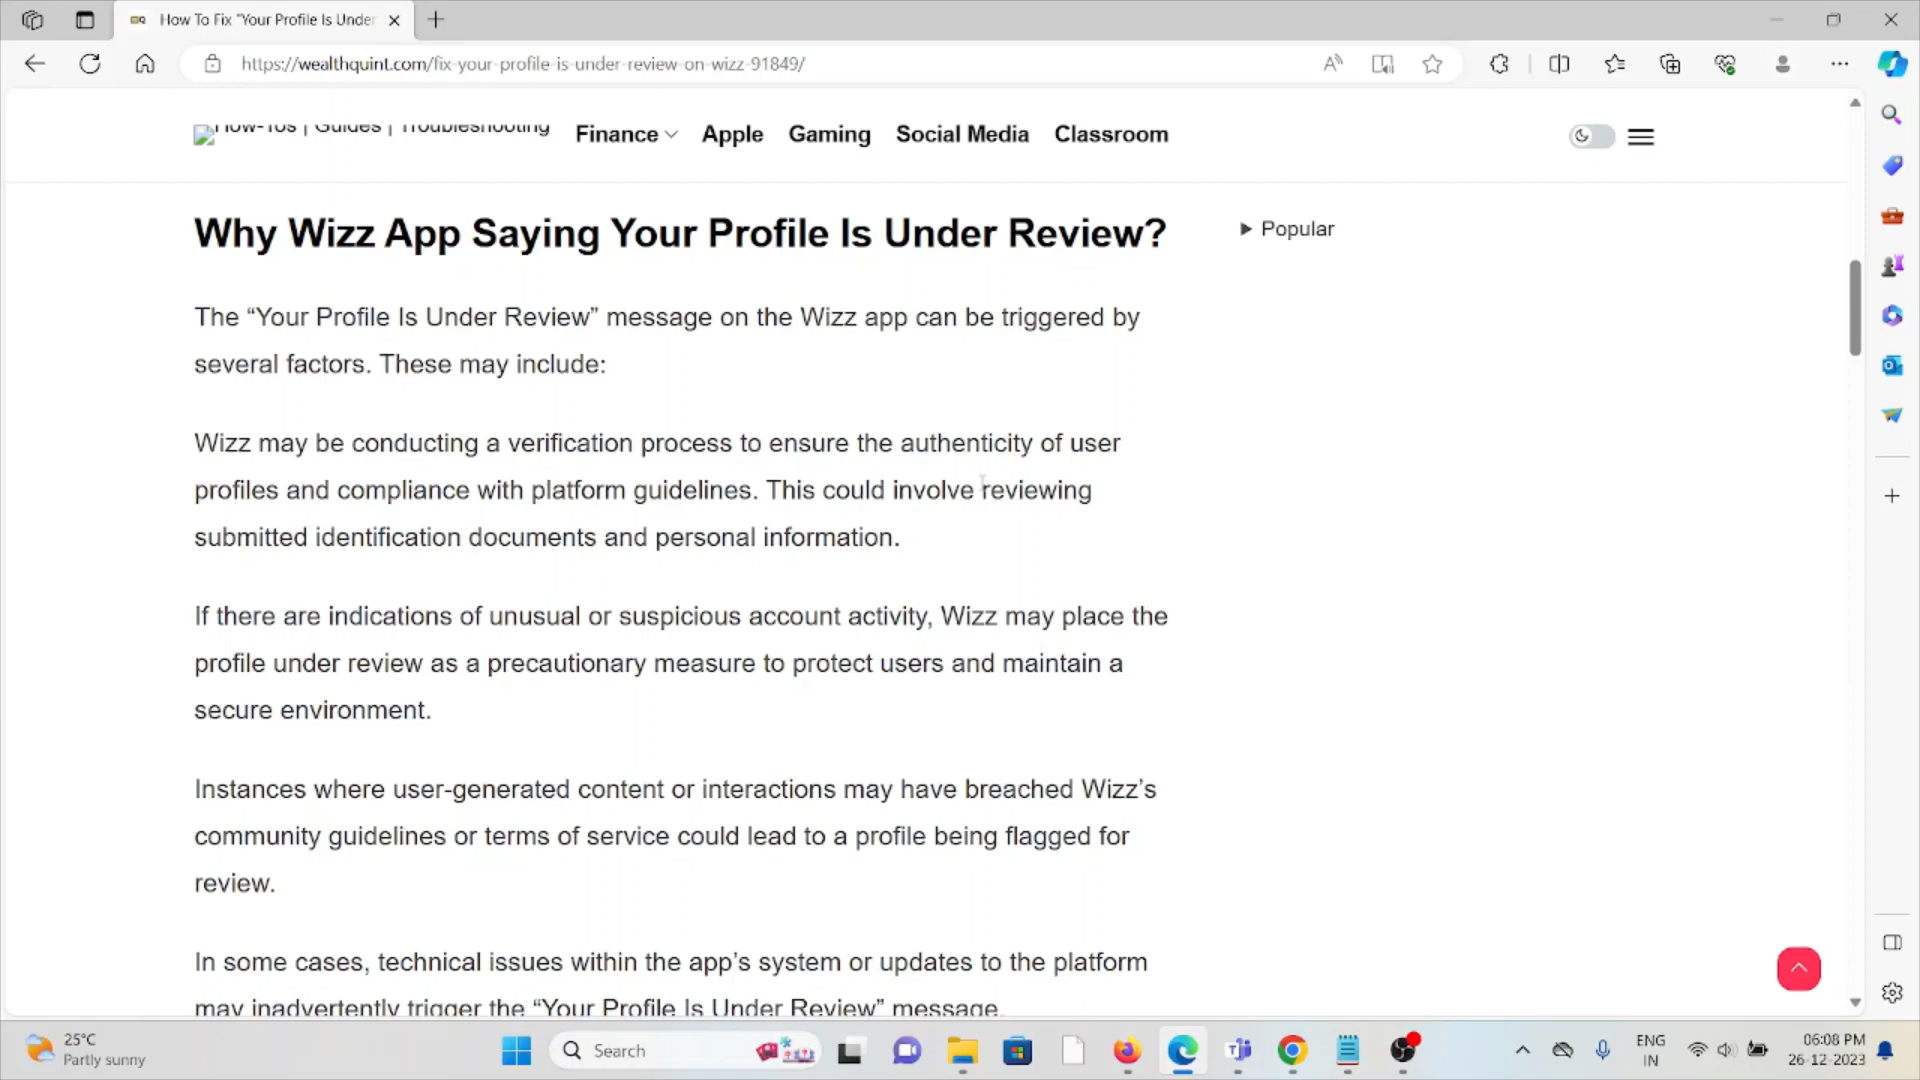 How To Fix "Your Profile Is Under
https://wealthquint.com/fix-your-profile-is-under-review-on-wizz-91849/
How-Tos | Guides | Troubleshooting
Finance
Apple
Gaming
Social Media
Classroom
Why Wizz App Saying Your Profile Is Under Review?
Popular
The “Your Profile Is Under Review” message on the Wizz app can be triggered by
several factors. These may include:
Wizz may be conducting a verification process to ensure the authenticity of user
profiles and compliance with platform guidelines. This could involve reviewing
submitted identification documents and personal information.
If there are indications of unusual or suspicious account activity, Wizz may place the
profile under review as a precautionary measure to protect users and maintain a
secure environment.
Instances where user-generated content or interactions may have breached Wizz’s
community guidelines or terms of service could lead to a profile being flagged for
review.
In some cases, technical issues within the app’s system or updates to the platform
may inadvertently trigger the “Your Profile Is Under Review” message.
25°C
Partly sunny
Search
ENG
IN
06:08 PM
26-12-2023